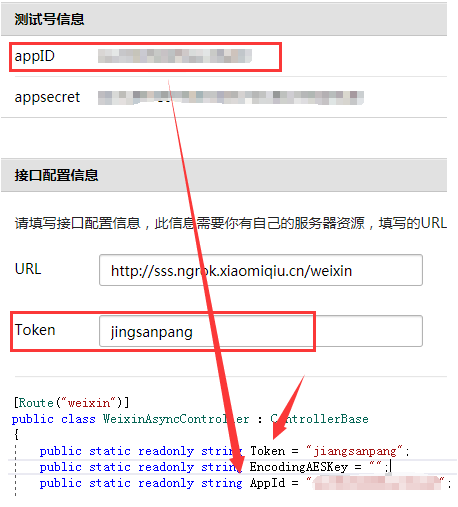 测试号信息
appID
appsecret
接口配置信息
请填写接口配置信息，此信息需要你有自己的服务器资源，填写的URL
URL http://sss.ngrok.xiaomiqiu.cn/weixin
Token jingsanpang
[Route("weixin")]
public class WeixinAsyncController : ControllerBase
{
public static readonly string Token = "jiangsanpang";
public static readonly string EncodingAESKey = "";
public static readonly string AppId = "";